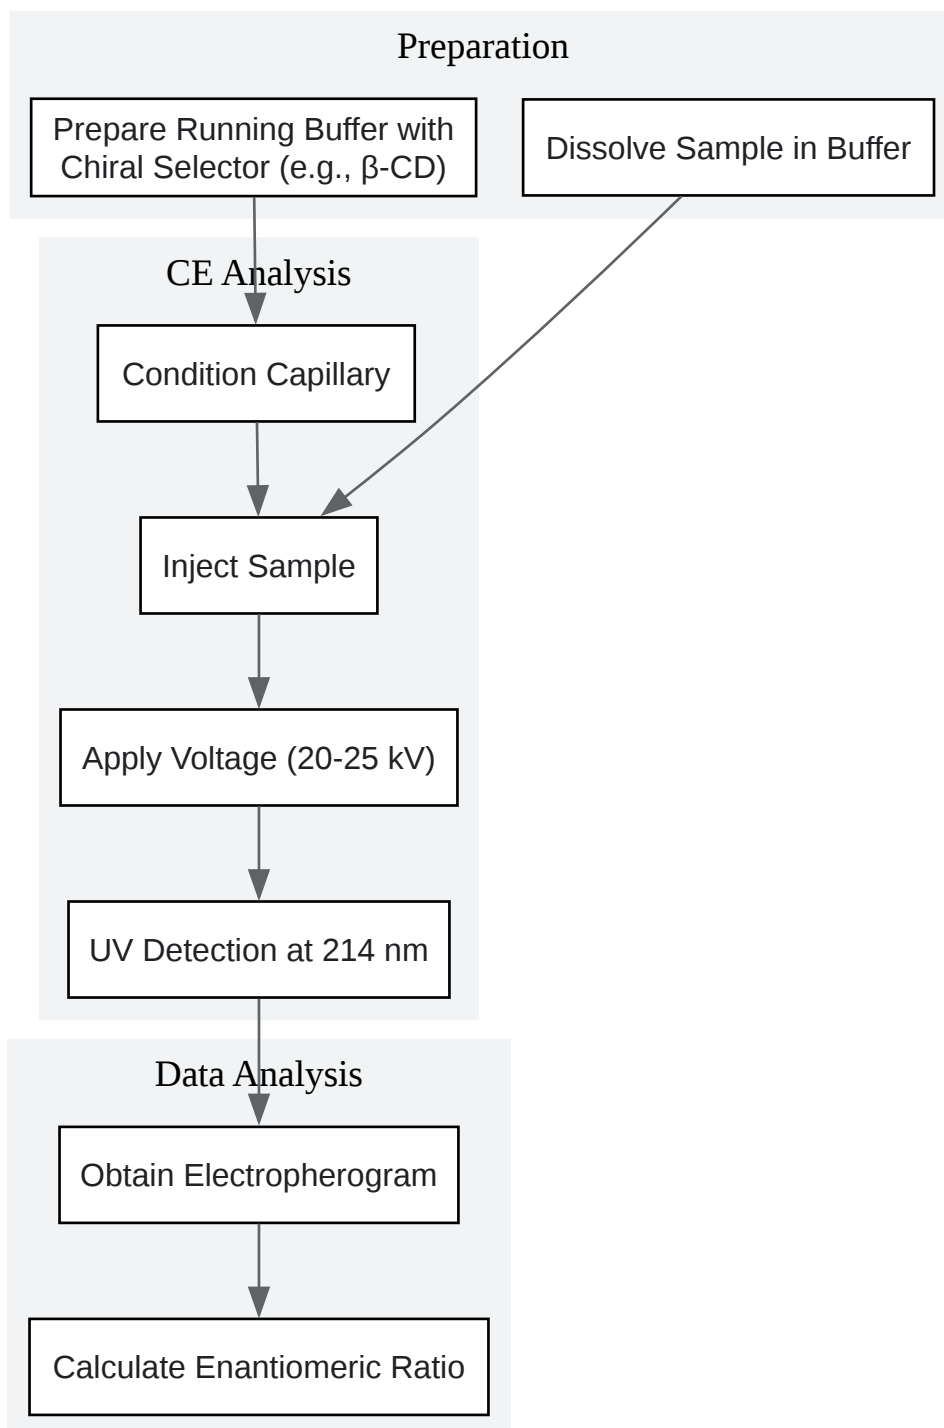 Preparation
Prepare Running Buffer with
Chiral Selector (e.g., β-CD)
Dissolve Sample in Buffer
CE Analysis
Condition Capillary
Inject Sample
Apply Voltage (20-25 kV)
UV Detection at 214 nm
Data Analysis
Obtain Electropherogram
Calculate Enantiomeric Ratio